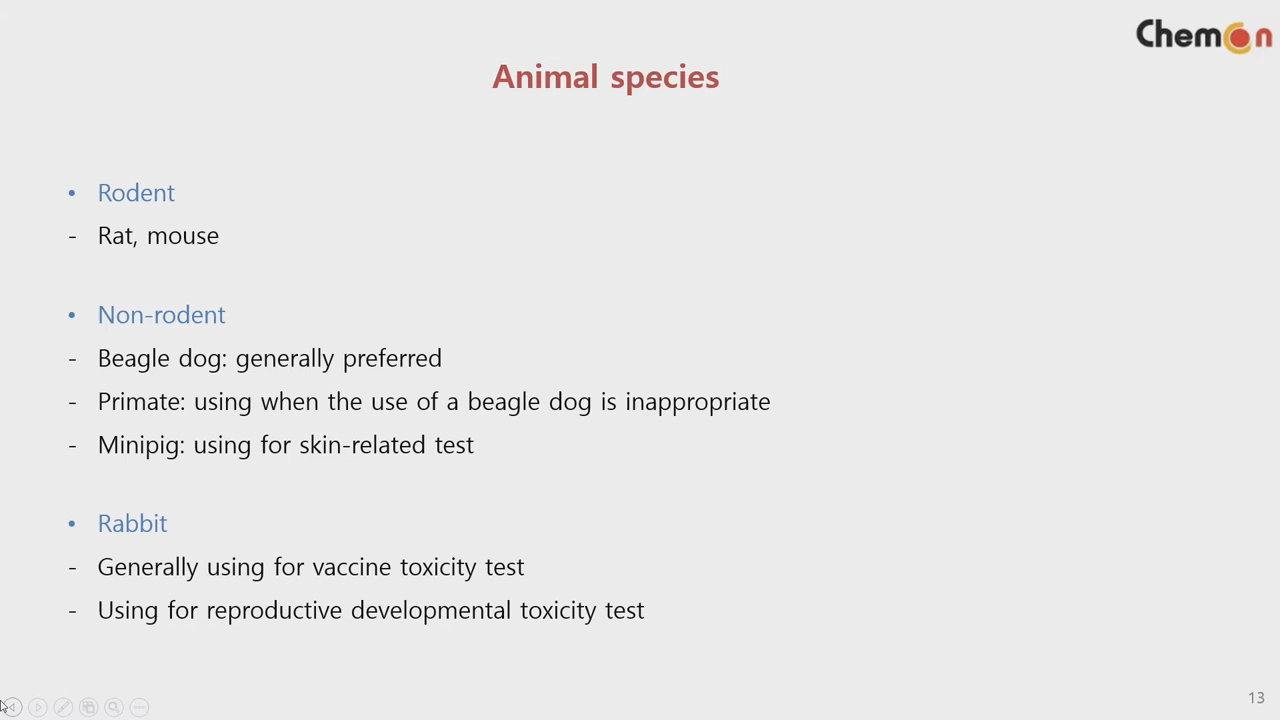 ChemOn
Animal species
• Rodent
- Rat, mouse
• Non-rodent
- Beagle dog: generally preferred
- Primate: using when the use of a beagle dog is inappropriate
- Minipig: using for skin-related test
• Rabbit
- Generally using for vaccine toxicity test
- Using for reproductive developmental toxicity test
13